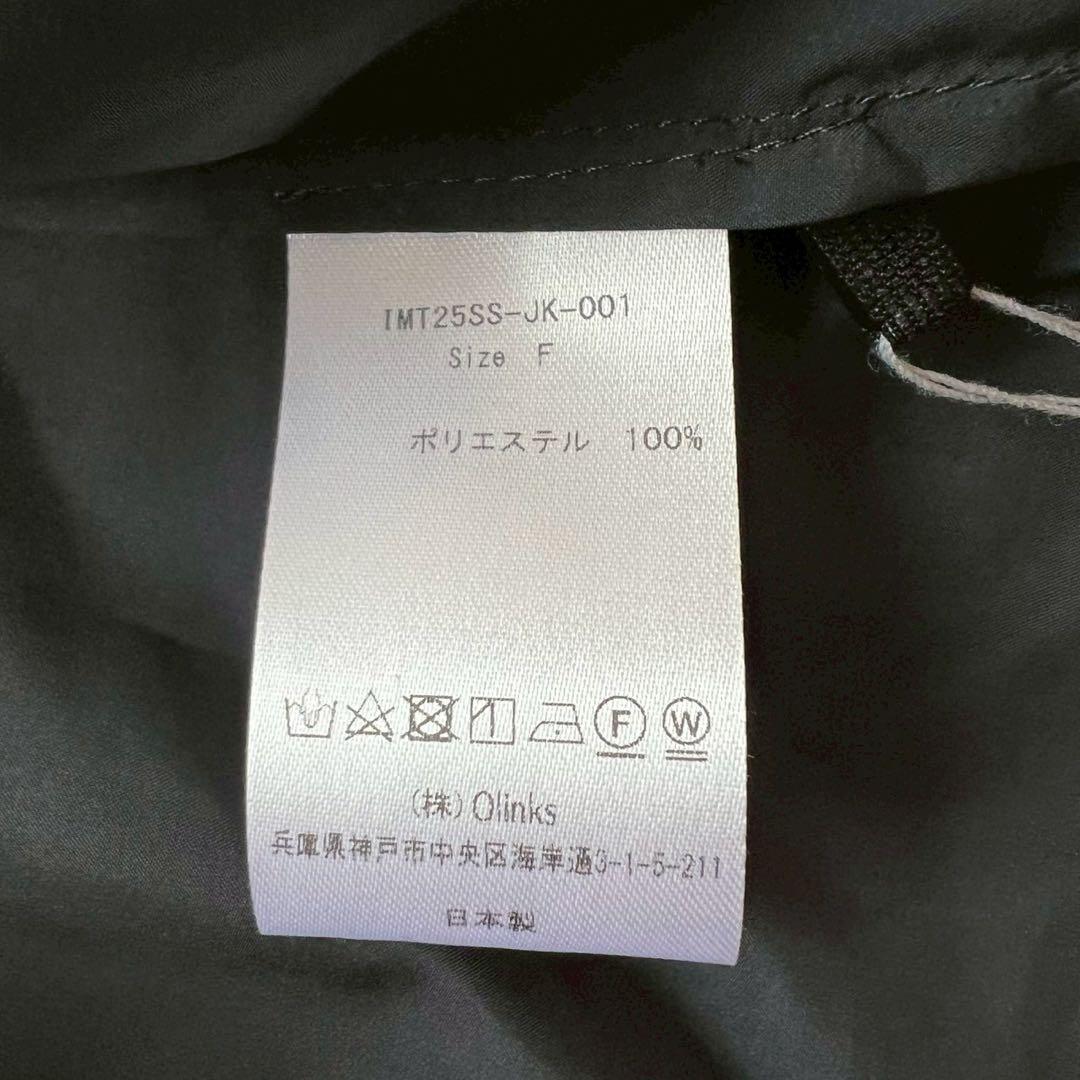 IMT25SS-JK-001
Size F
ポリエステル 100%
F W
(株)Olinks
兵庫県神戸市中央区海岸通3-1-5-211
日本製